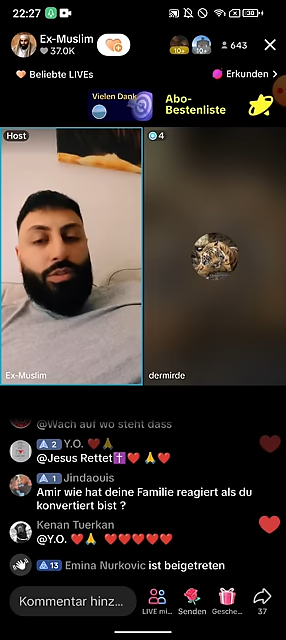 22:27
Ex-Muslim
37.0K
10+
10+
643
Beliebte LIVEs
Erkunden >
Vielen Dank
Abo-
Bestenliste
Host
4
Ex-Muslim
dermirde
@Wach auf wo steht dass
2 Y.O. ❤️🙏
@Jesus Rettet✝️❤️🙏❤️
1 Jindaouis
Amir wie hat deine Familie reagiert als du
konvertiert bist ?
Kenan Tuerkan
@Y.O. ❤️🙏 ❤️❤️❤️❤️❤️
13 Emina Nurkovic ist beigetreten
Kommentar hinz...
LIVE mi...
Senden
Gesche...
37